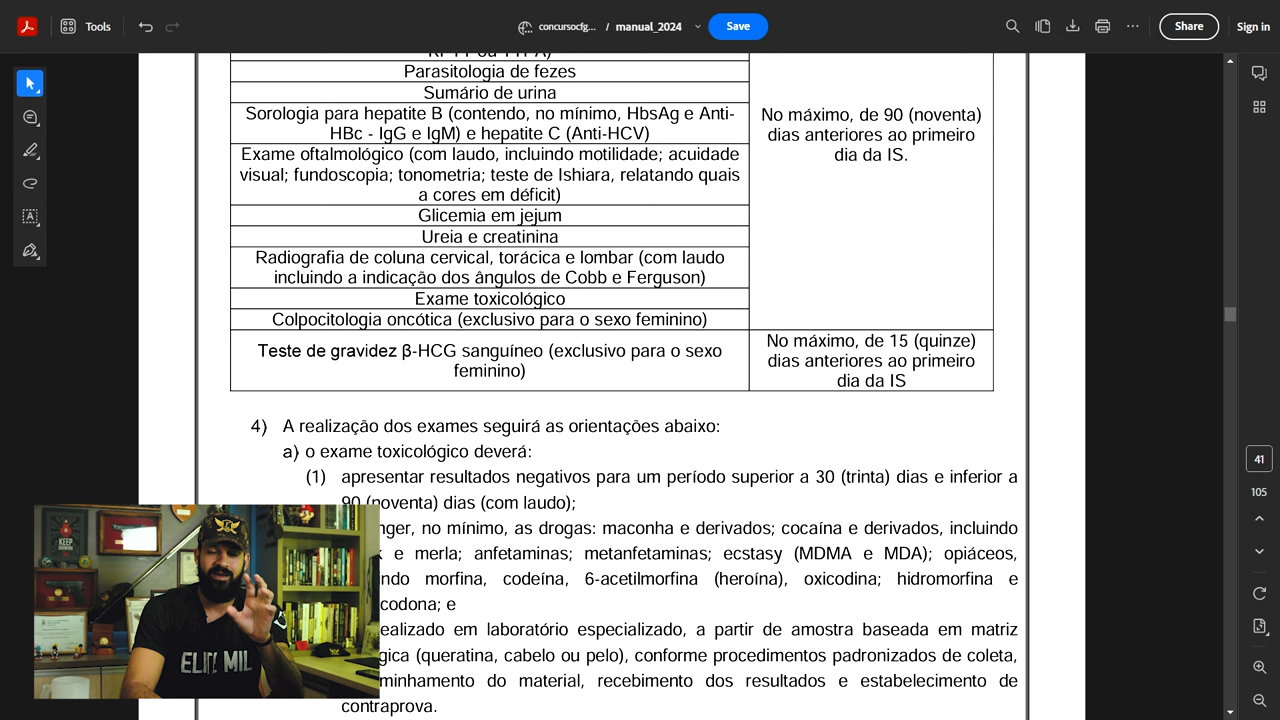 Tools
concursocfg... / manual_2024
Save
Share
Sign in
Parasitologia de fezes
Sumário de urina
Sorologia para hepatite B (contendo, no mínimo, HbsAg e Anti-
HBc - IgG e IgM) e hepatite C (Anti-HCV)
Exame oftalmológico (com laudo, incluindo motilidade; acuidade
visual; fundoscopia; tonometria; teste de Ishiara, relatando quais
a cores em déficit)
Glicemia em jejum
Ureia e creatinina
Radiografia de coluna cervical, torácica e lombar (com laudo
incluindo a indicação dos ângulos de Cobb e Ferguson)
Exame toxicológico
Colpocitologia oncótica (exclusivo para o sexo feminino)
No máximo, de 90 (noventa)
dias anteriores ao primeiro
dia da IS.
Teste de gravidez β-HCG sanguíneo (exclusivo para o sexo
feminino)
No máximo, de 15 (quinze)
dias anteriores ao primeiro
dia da IS
4) A realização dos exames seguirá as orientações abaixo:
a) o exame toxicológico deverá:
(1) apresentar resultados negativos para um período superior a 30 (trinta) dias e inferior a
90 (noventa) dias (com laudo);
nger, no mínimo, as drogas: maconha e derivados; cocaína e derivados, incluindo
e merla; anfetaminas; metanfetaminas; ecstasy (MDMA e MDA); opiáceos,
ndo morfina, codeína, 6-acetilmorfina (heroína), oxicodina; hidromorfina e
codona; e
ealizado em laboratório especializado, a partir de amostra baseada em matriz
gica (queratina, cabelo ou pelo), conforme procedimentos padronizados de coleta,
minhamento do material, recebimento dos resultados e estabelecimento de
contraprova.
41
105
KEEP
ELITE MIL